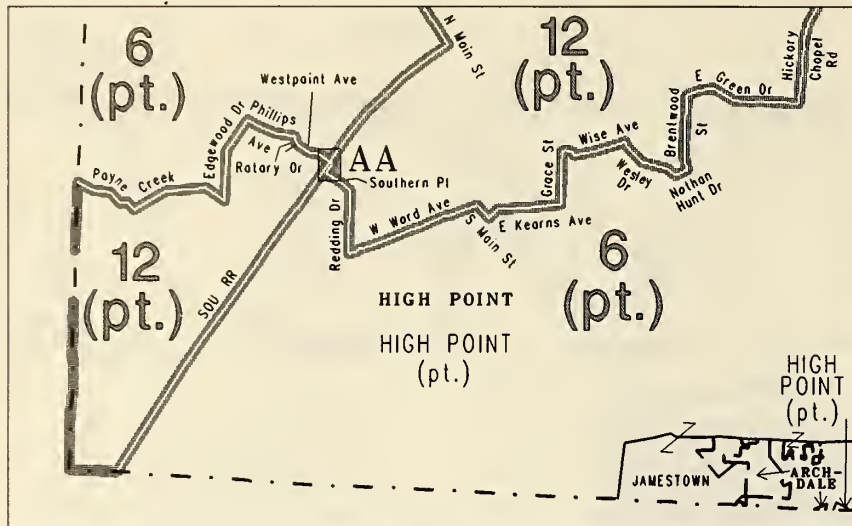 6
(pt.)
12
(pt.)
N Main St
Hickory
Chapel
Rd
E Green Dr
Brentwood
St
Westpoint Ave
Edgewood Dr
Phillips
Ave
Rotary Dr
AA
Southern Pl
Payne Creek
Wise Ave
Wesley
Dr
Nathan
Hunt Dr
Grace St
W Word Ave
Redding Dr
S Main St
E Kearns Ave
12
(pt.)
SOU RR
6
(pt.)
HIGH POINT
HIGH POINT
(pt.)
HIGH
POINT
(pt.)
JAMESTOWN
ARCH-
DALE